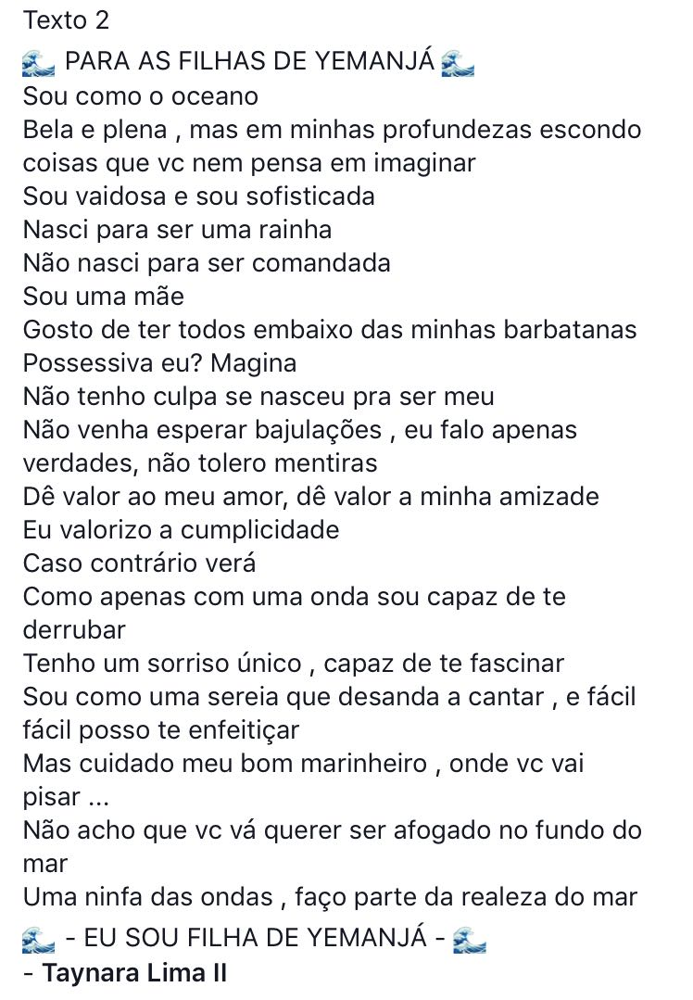 Texto 2
🌊 PARA AS FILHAS DE YEMANJÁ 🌊
Sou como o oceano
Bela e plena , mas em minhas profundezas escondo
coisas que vc nem pensa em imaginar
Sou vaidosa e sou sofisticada
Nasci para ser uma rainha
Não nasci para ser comandada
Sou uma mãe
Gosto de ter todos embaixo das minhas barbatanas
Possessiva eu? Magina
Não tenho culpa se nasceu pra ser meu
Não venha esperar bajulações , eu falo apenas
verdades, não tolero mentiras
Dê valor ao meu amor, dê valor a minha amizade
Eu valorizo a cumplicidade
Caso contrário verá
Como apenas com uma onda sou capaz de te
derrubar
Tenho um sorriso único , capaz de te fascinar
Sou como uma sereia que desanda a cantar , e fácil
fácil posso te enfeitiçar
Mas cuidado meu bom marinheiro , onde vc vai
pisar ...
Não acho que vc vá querer ser afogado no fundo do
mar
Uma ninfa das ondas , faço parte da realeza do mar
🌊 - EU SOU FILHA DE YEMANJÁ - 🌊
- Taynara Lima II